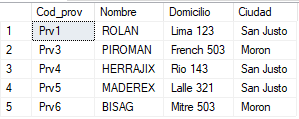 Cod_prov Nombre Domicilio Ciudad
1 Prv1 ROLAN Lima 123 San Justo
2 Prv3 PIROMAN French 503 Moron
3 Prv4 HERRAJIX Rio 143 San Justo
4 Prv5 MADEREX Lalle 321 San Justo
5 Prv6 BISAG Mitre 503 Moron